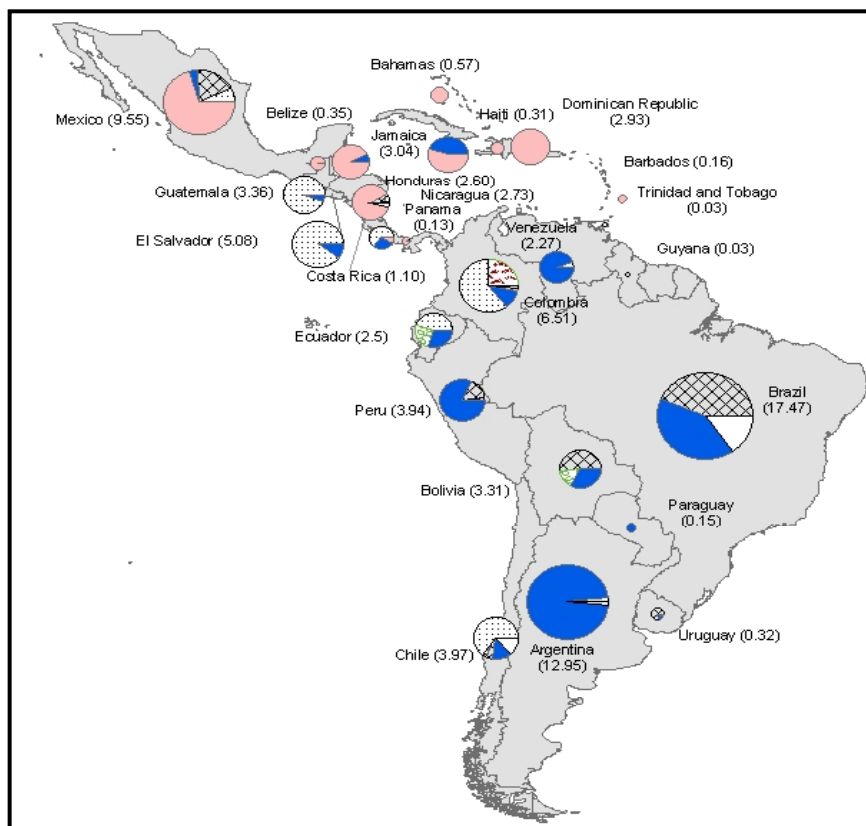 Bahamas (0.57)
Dominican Republic
(2.93)
Haiti (0.31)
Belize (0.35)
Mexico (9.55)
Jamaica
(3.04)
Barbados (0.16)
Honduras (2.60)
Guatemala (3.36)
Nicaragua (2.73)
Trinidad and Tobago
(0.03)
Panama
(0.13)
Venezuela
(2.27)
El Salvador (5.08)
Guyana (0.03)
Costa Rica (1.10)
Colombia
(6.51)
Ecuador (2.5)
Brazil
(17.47)
Peru (3.94)
Bolivia (3.31)
Paraguay
(0.15)
Uruguay (0.32)
Chile (3.97)
Argentina
(12.95)